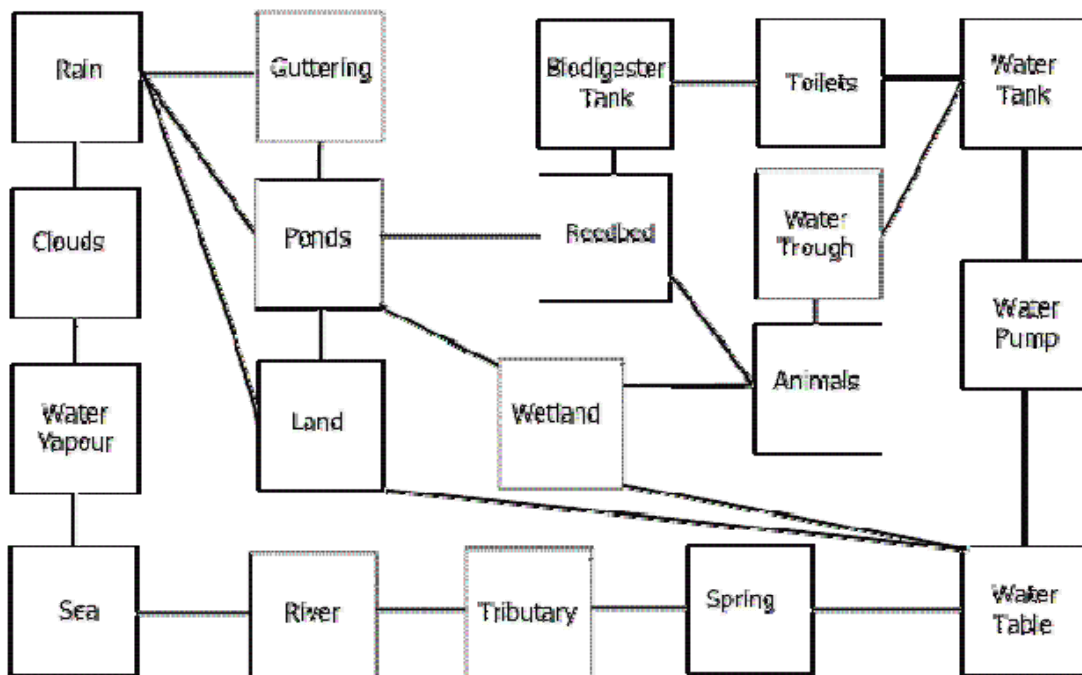 Rain
Guttering
Biodigester
Tank
Toilets
Water
Tank
Clouds
Ponds
Reedbed
Water
Trough
Water
Pump
Water
Vapour
Land
Wetland
Animals
Sea
River
Tributary
Spring
Water
Table